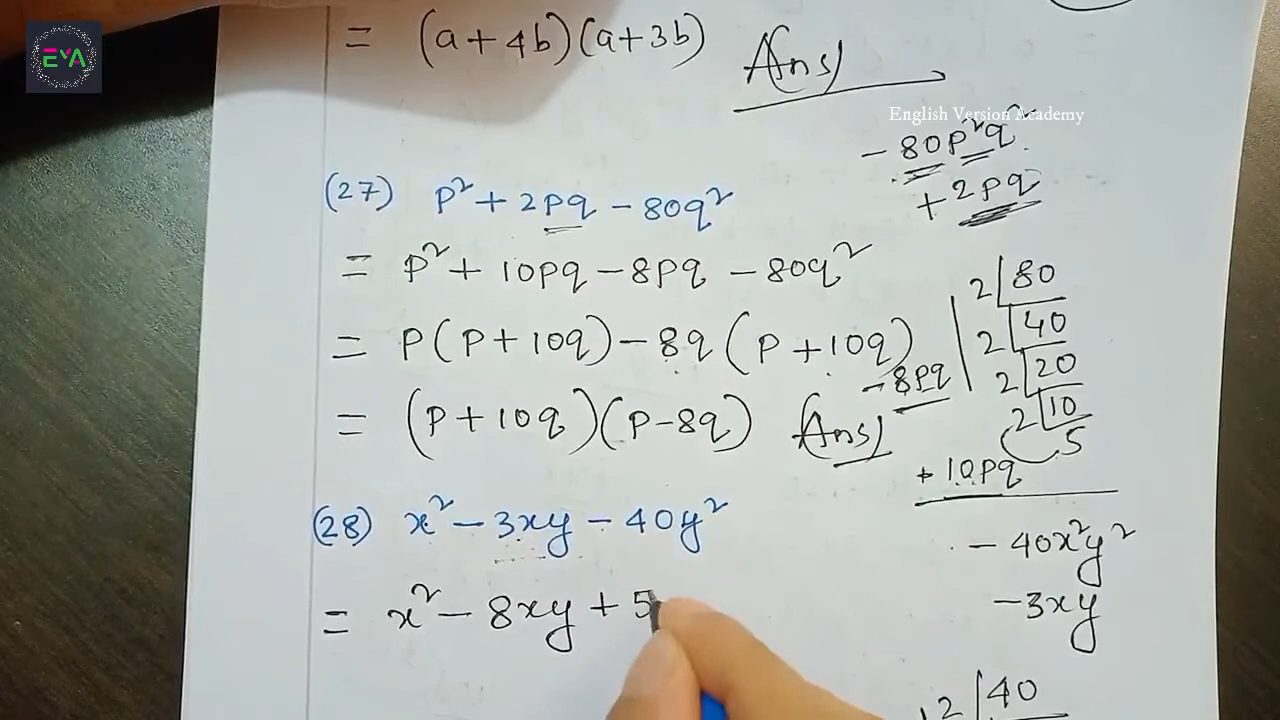 EYA
= (a+4b)(a+3b) Ans)
English Version Academy
-80p²q²
+2pq
(27) p² + 2pq - 80q²
= p² + 10pq - 8pq - 80q²
= p(p+10q) - 8q(p+10q)
= (p+10q)(p-8q) Ans)
2|80
2|40
2|20
2|10
5
-8pq
+10pq
(28) x² - 3xy - 40y²
= x² - 8xy + 5
-40x²y²
-3xy
2|40